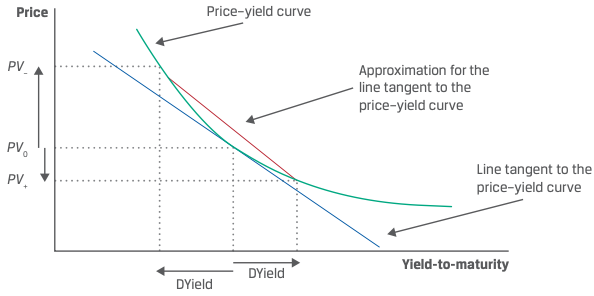 Price
Price–yield curve
PV₋
Approximation for the
line tangent to the
price–yield curve
PV₀
PV₊
Line tangent to the
price–yield curve
Yield-to-maturity
DYield
DYield